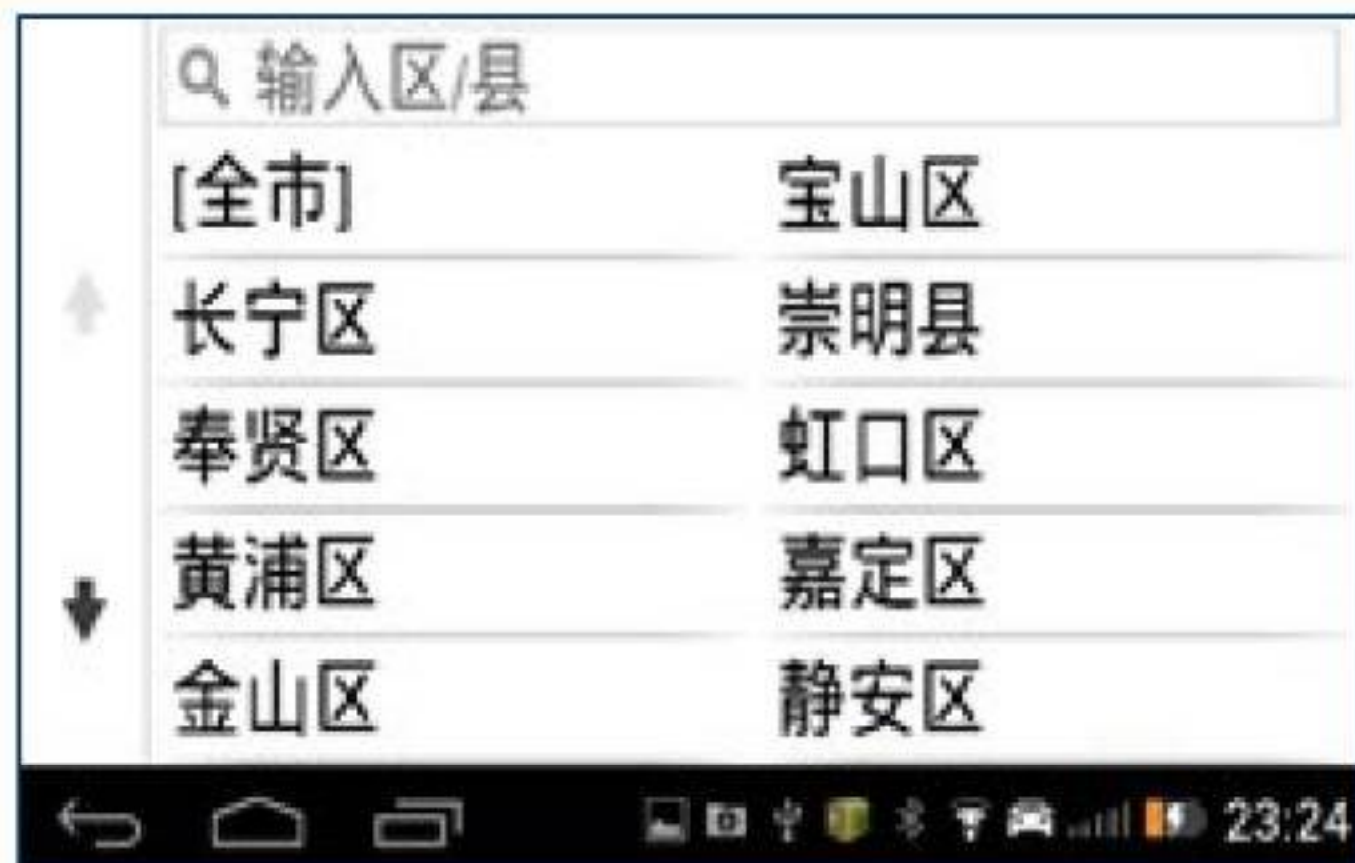 输入区/县
[全市] 宝山区
长宁区 崇明县
奉贤区 虹口区
黄浦区 嘉定区
金山区 静安区
23:24